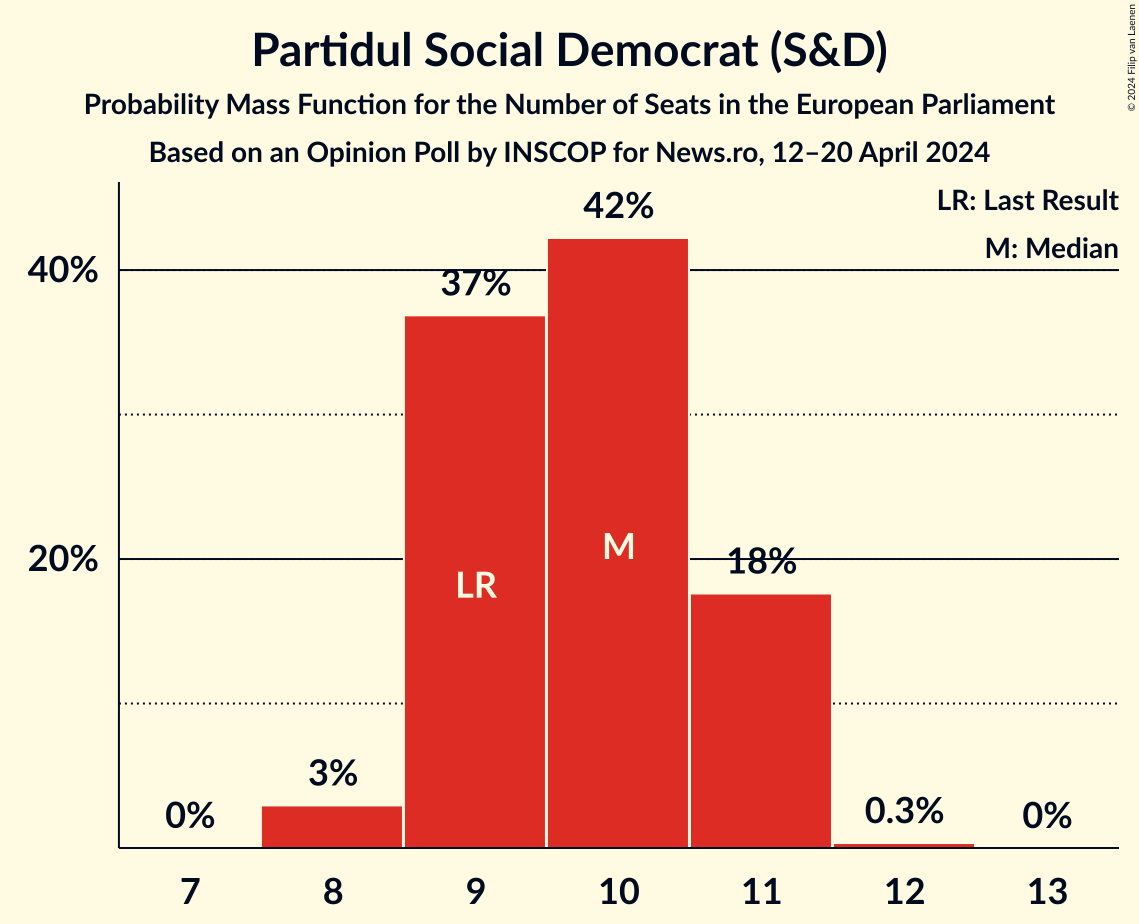 Partidul Social Democrat (S&D)
Probability Mass Function for the Number of Seats in the European Parliament
Based on an Opinion Poll by INSCOP for News.ro, 12–20 April 2024
© 2024 Filip van Laenen
LR: Last Result
M: Median
42%
40%
37%
M
20%
18%
LR
3%
0%
0.3%
0%
7 8 9 10 11 12 13